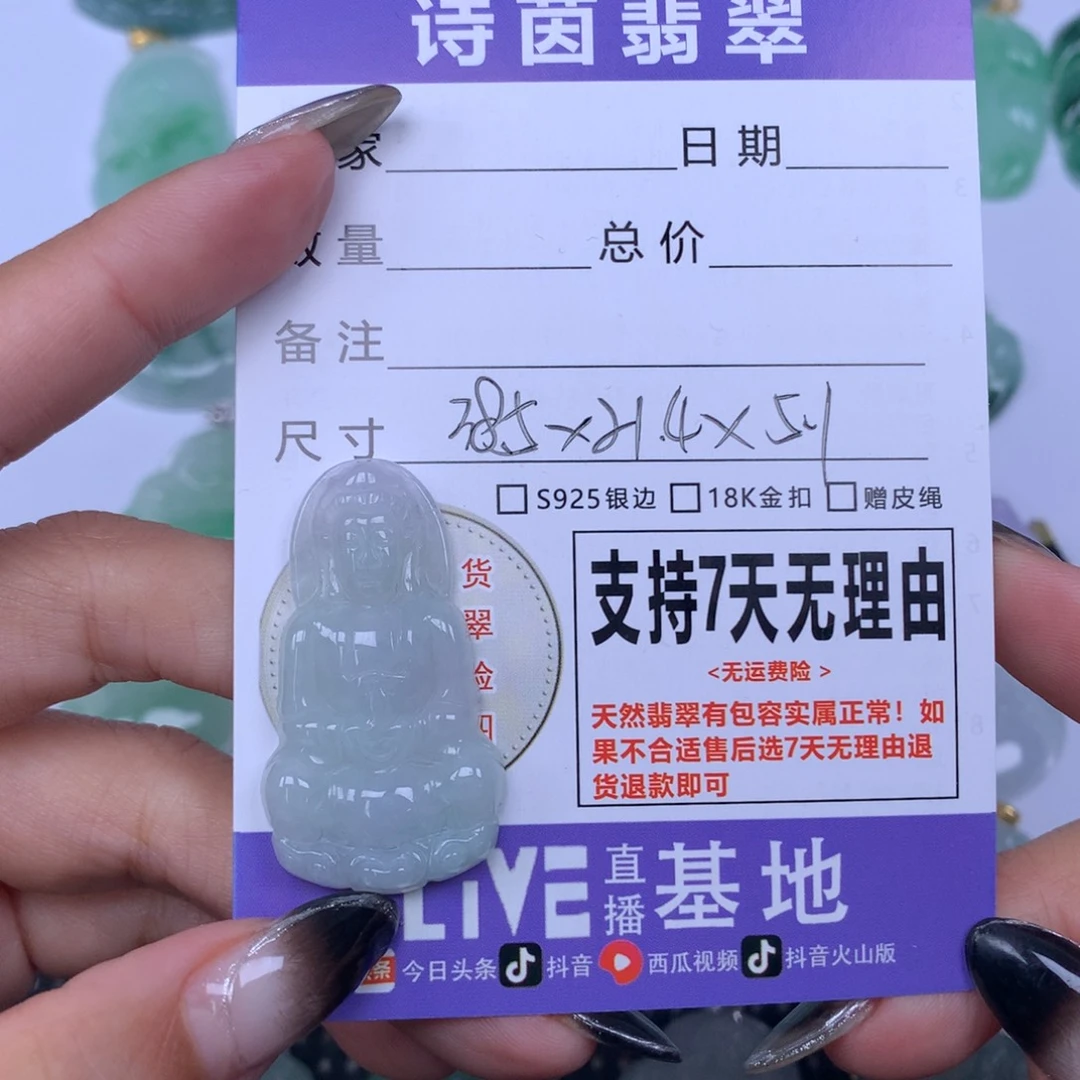 诗茵翡翠
家 日期
数量 总价
备注
尺寸 38.5×21.4×5.1
S925银边 18K金扣 赠皮绳
货
翠
支持7天无理由
<无运费险>
天然翡翠有包容实属正常！如
果不合适售后选7天无理由退
货退款即可
LIVE直播基地
今日头条 抖音 西瓜视频 抖音火山版